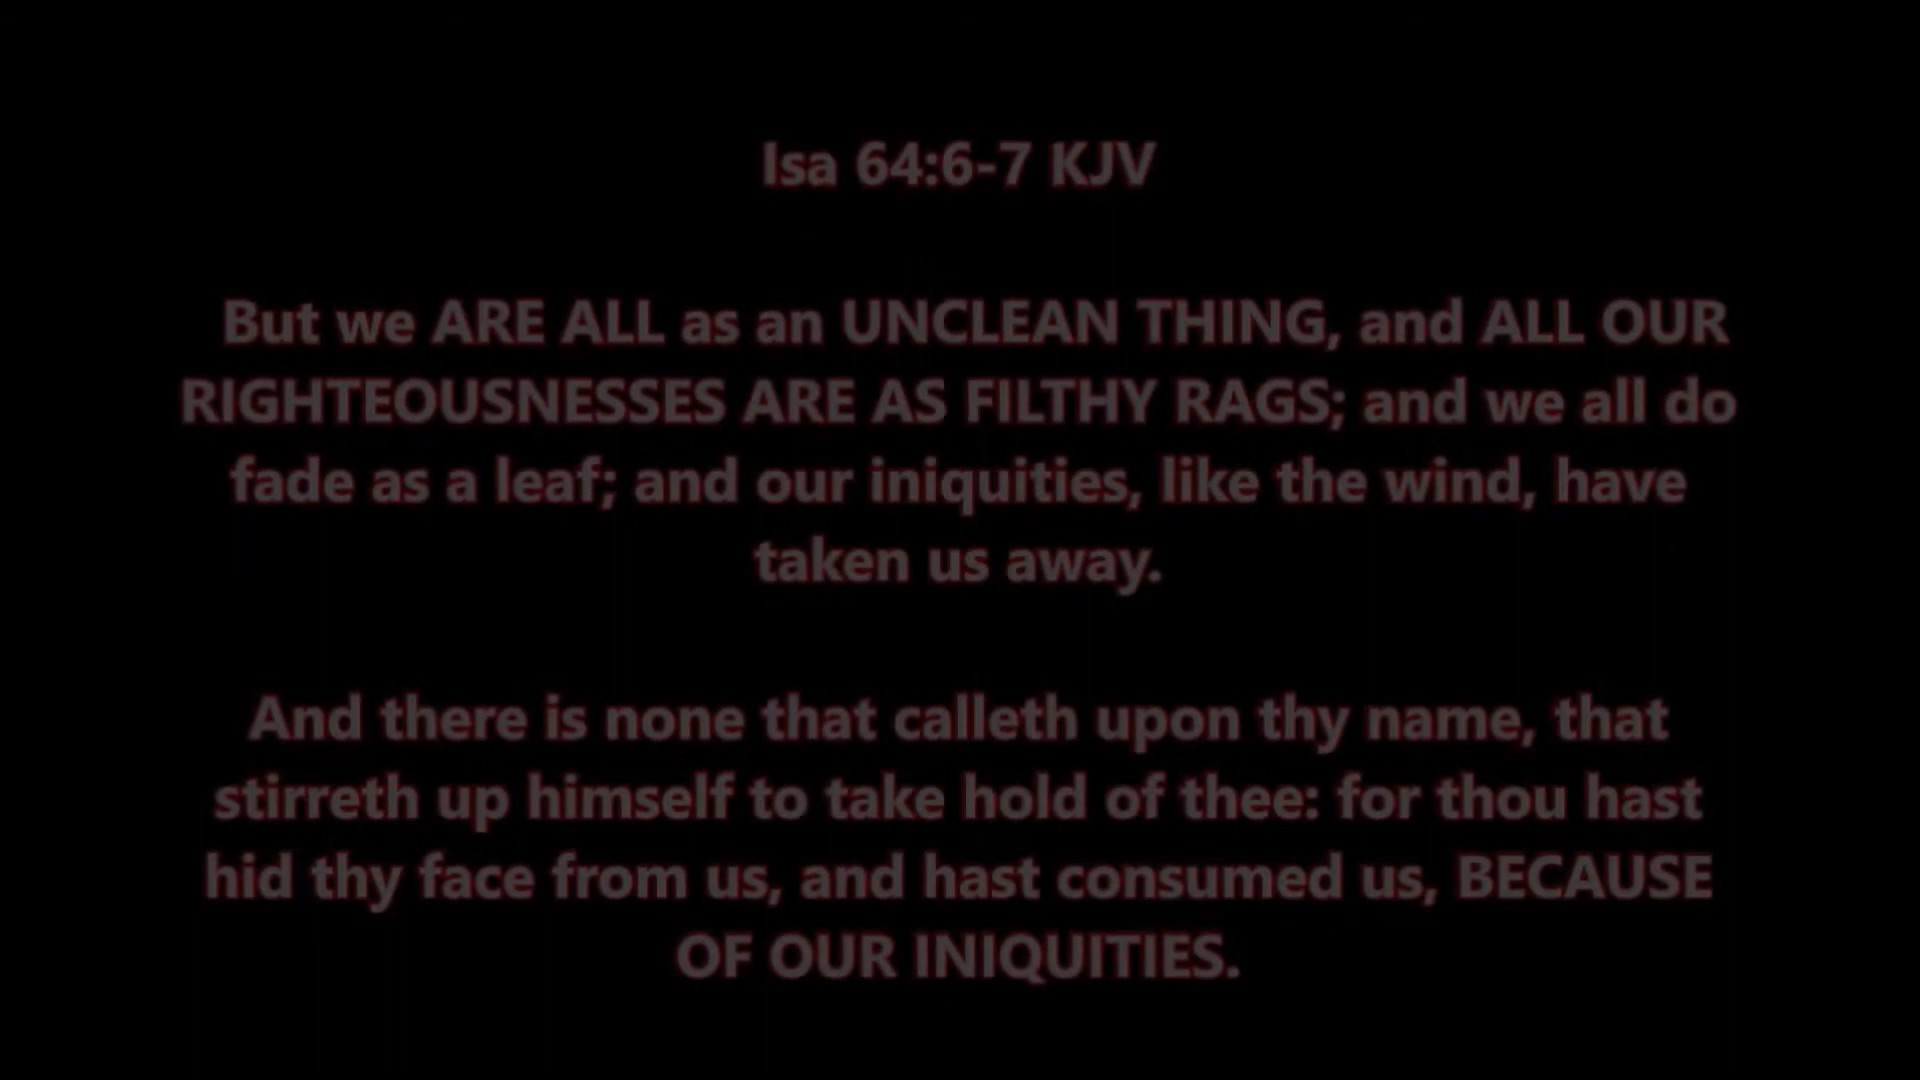 Isa 64:6-7 KJV
But we ARE ALL as an UNCLEAN THING, and ALL OUR
RIGHTEOUSNESSES ARE AS FILTHY RAGS; and we all do
fade as a leaf; and our iniquities, like the wind, have
taken us away.
And there is none that calleth upon thy name, that
stirreth up himself to take hold of thee: for thou hast
hid thy face from us, and hast consumed us, BECAUSE
OF OUR INIQUITIES.